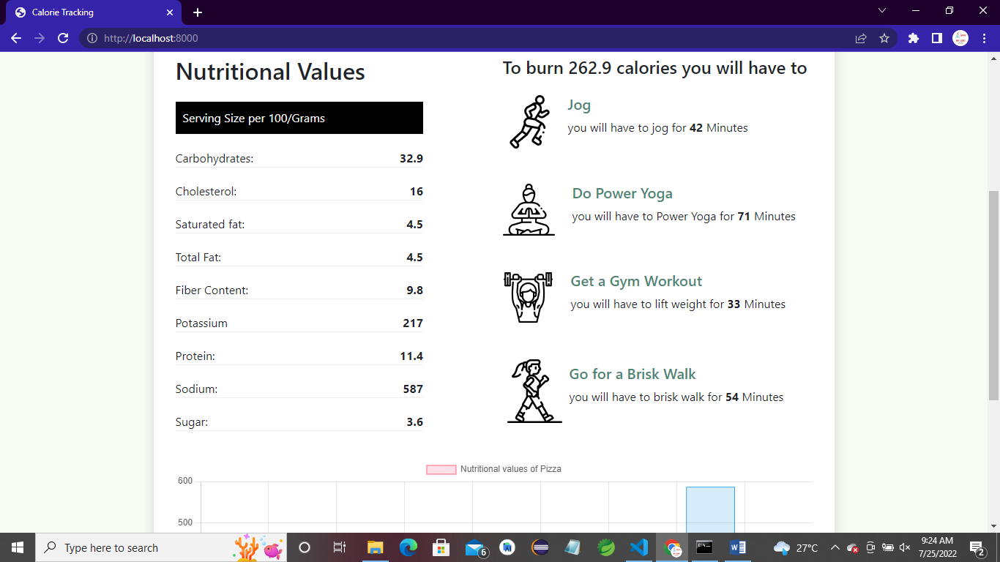 Calorie Tracking
http://localhost:8000
Nutritional Values
Serving Size per 100/Grams
Carbohydrates: 32.9
Cholesterol: 16
Saturated fat: 4.5
Total Fat: 4.5
Fiber Content: 9.8
Potassium 217
Protein: 11.4
Sodium: 587
Sugar: 3.6
To burn 262.9 calories you will have to
Jog
you will have to jog for 42 Minutes
Do Power Yoga
you will have to Power Yoga for 71 Minutes
Get a Gym Workout
you will have to lift weight for 33 Minutes
Go for a Brisk Walk
you will have to brisk walk for 54 Minutes
Nutritional values of Pizza
600
500
Type here to search
6
27°C
9:24 AM
7/25/2022
2